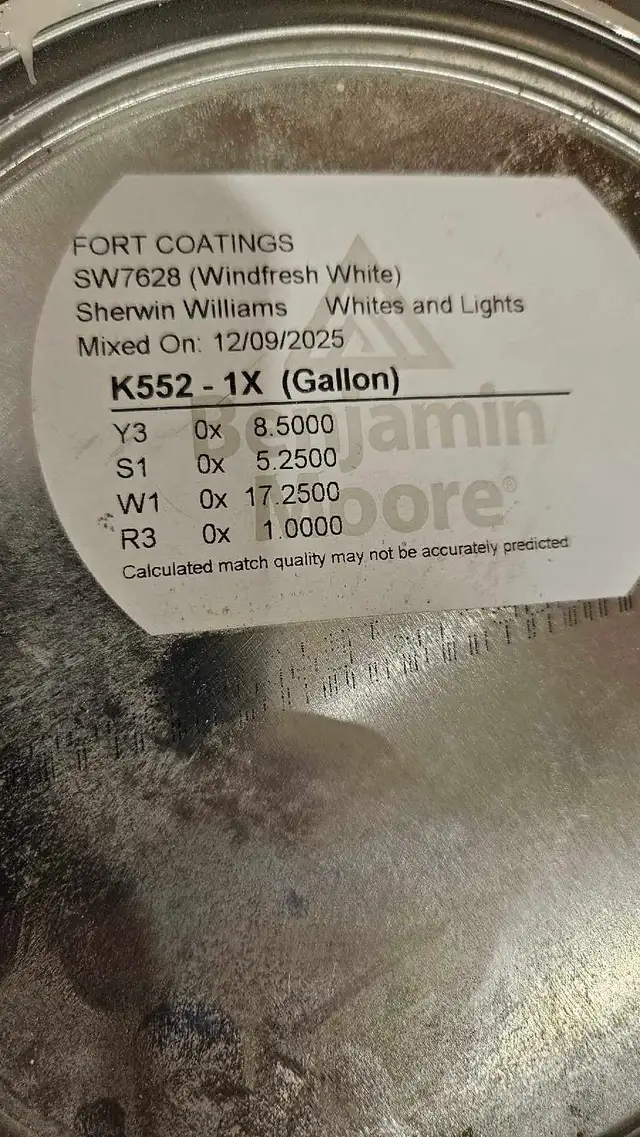 FORT COATINGS
SW7628 (Windfresh White)
Sherwin Williams Whites and Lights
Mixed On: 12/09/2025
K552 - 1X (Gallon)
Y3 0x 8.5000
S1 0x 5.2500
W1 0x 17.2500
R3 0x 1.0000
Calculated match quality may not be accurately predicted
Benjamin
Moore®